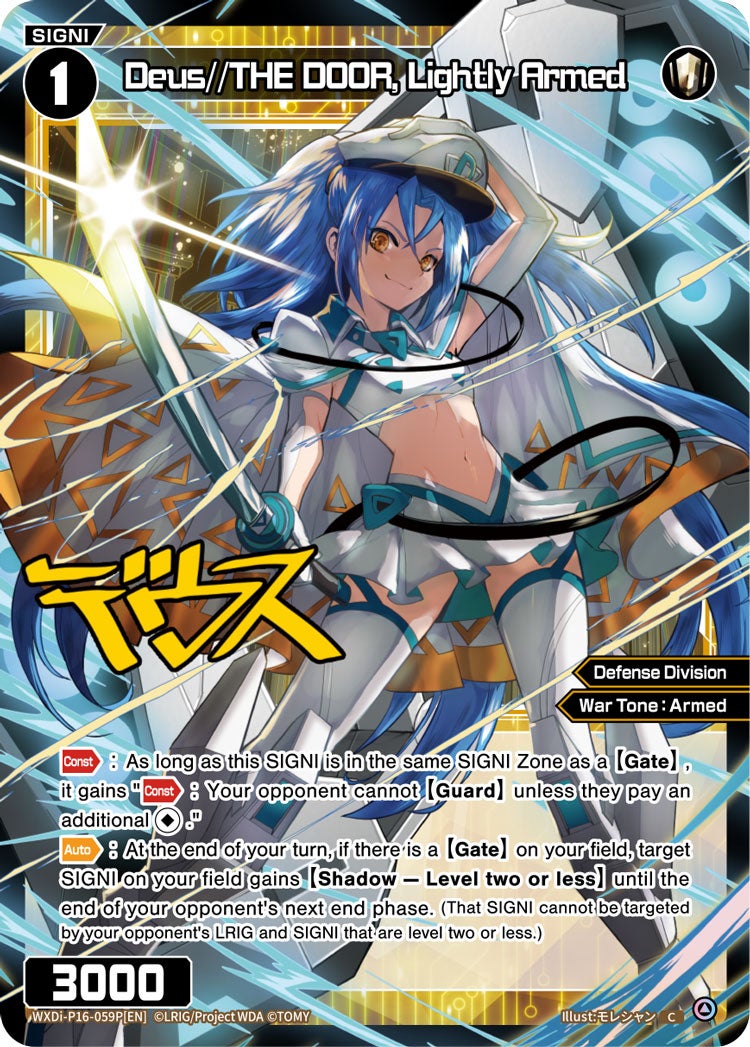 SIGNI
1
Deus//THE DOOR, Lightly Armed
デウス
Defense Division
War Tone：Armed
Const：As long as this SIGNI is in the same SIGNI Zone as a【Gate】,
it gains "Const：Your opponent cannot【Guard】unless they pay an
additional ."
Auto：At the end of your turn, if there is a【Gate】on your field, target
SIGNI on your field gains【Shadow — Level two or less】until the
end of your opponent's next end phase. (That SIGNI cannot be targeted
by your opponent's LRIG and SIGNI that are level two or less.)
3000
WXDi-P16-059P[EN] ©LRIG/Project WDA ©TOMY
Illust:モレシャン C